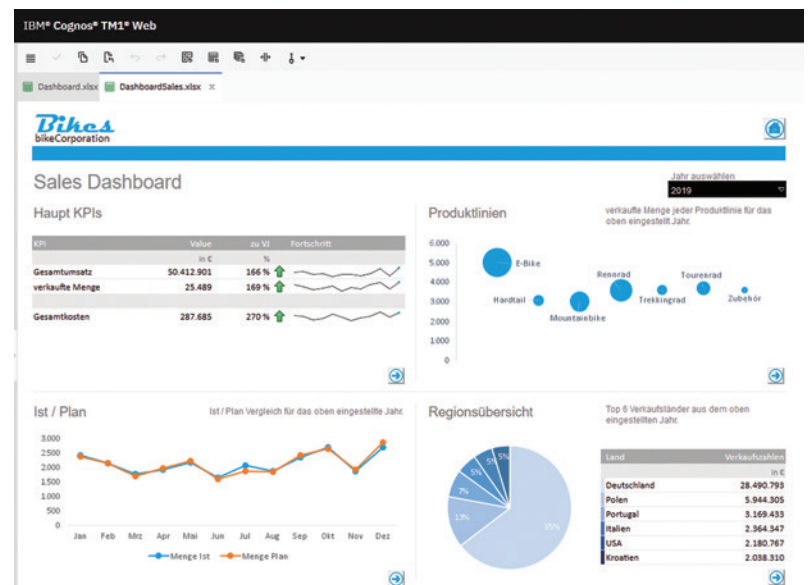 IBM® Cognos® TM1® Web
Dashboard.xlsx DashboardSales.xlsx ×
Bikes
bikeCorporation
Sales Dashboard
Jahr auswählen
2019
Haupt KPIs
KPI Value zu VJ Fortschritt
in € %
Gesamtumsatz 50.412.901 166 %
verkaufte Menge 25.489 169 %
Gesamtkosten 287.685 270 %
Produktlinien
verkaufte Menge jeder Produktlinie für das
oben eingestellt Jahr.
6.000
5.000
4.000
3.000
2.000
1.000
0
E-Bike
Hardtail
Mountainbike
Rennrad
Trekkingrad
Tourenrad
Zubehör
Ist / Plan
Ist / Plan Vergleich für das oben eingestellte Jahr.
3.000
2.500
2.000
1.500
1.000
500
0
Jan Feb Mrz Apr Mai Jun Jul Aug Sep Okt Nov Dez
Menge Ist Menge Plan
Regionsübersicht
Top 6 Verkaufsländer aus dem oben
eingestellten Jahr.
5%
5%
5%
7%
13%
65%
Land Verkaufszahlen
in €
Deutschland 28.490.793
Polen 5.944.305
Portugal 3.169.433
Italien 2.364.347
USA 2.180.767
Kroatien 2.038.310